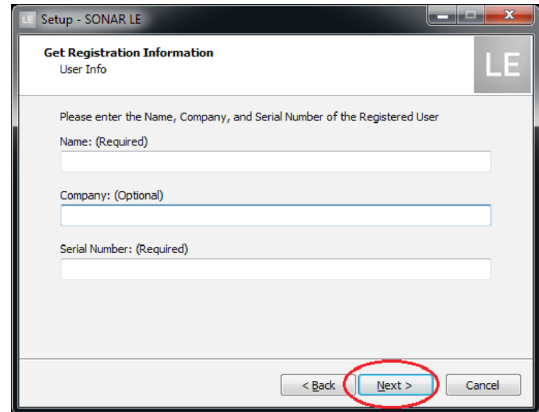 LE Setup - SONAR LE
Get Registration Information
User Info
LE
Please enter the Name, Company, and Serial Number of the Registered User
Name: (Required)
Company: (Optional)
Serial Number: (Required)
< Back
Next >
Cancel